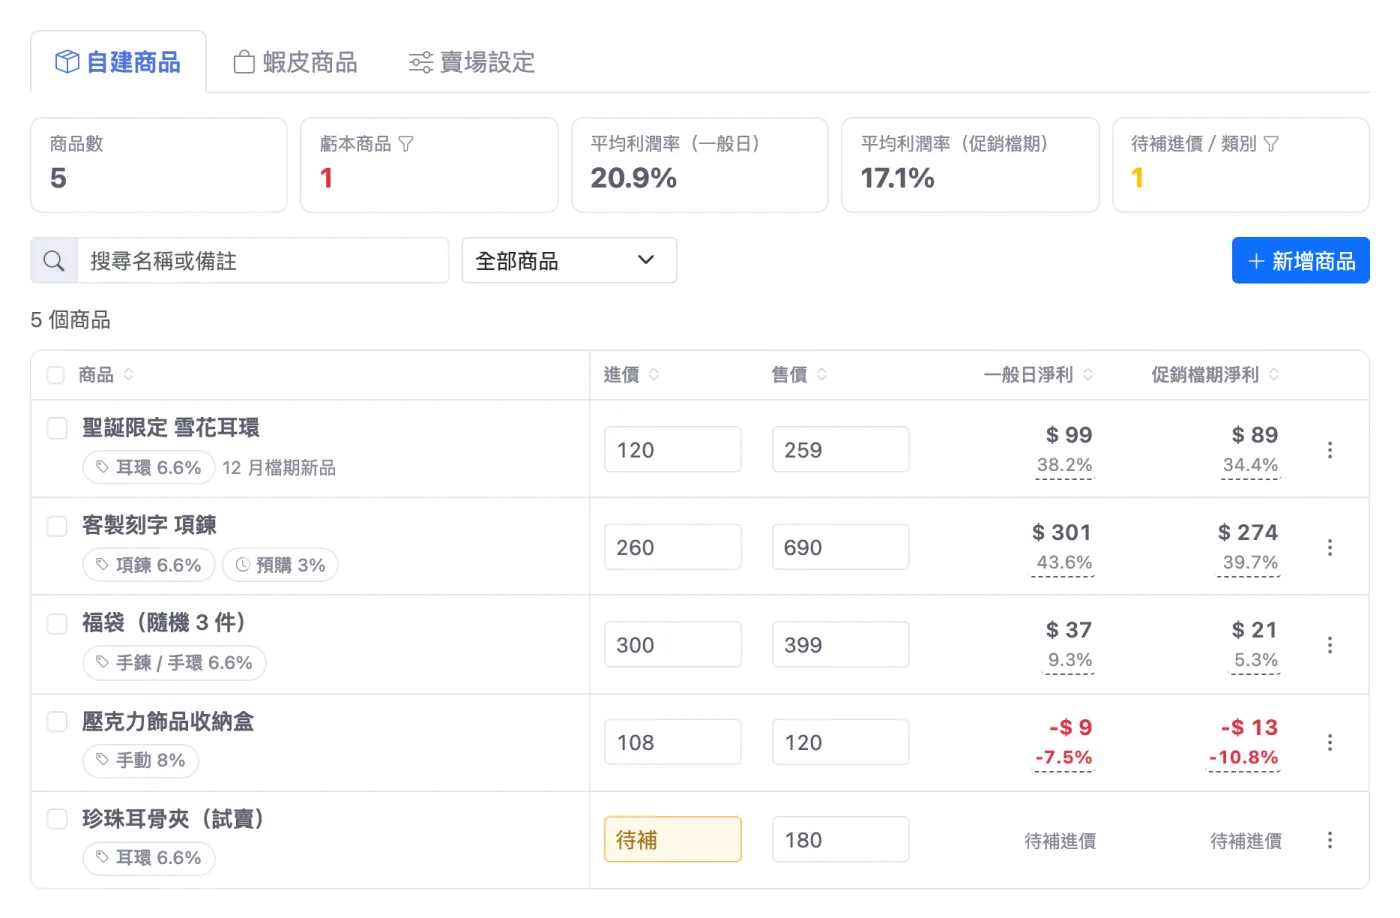 自建商品 蝦皮商品 賣場設定
商品數 虧本商品 平均利潤率（一般日） 平均利潤率（促銷檔期） 待補進價 / 類別
5 1 20.9% 17.1% 1
搜尋名稱或備註 全部商品 + 新增商品
5 個商品
商品 進價 售價 一般日淨利 促銷檔期淨利
聖誕限定 雪花耳環
耳環 6.6% 12 月檔期新品
120 259 $ 99 $ 89
38.2% 34.4%
客製刻字 項鍊
項鍊 6.6% 預購 3%
260 690 $ 301 $ 274
43.6% 39.7%
福袋（隨機 3 件）
手鍊 / 手環 6.6%
300 399 $ 37 $ 21
9.3% 5.3%
壓克力飾品收納盒
手動 8%
108 120 -$ 9 -$ 13
-7.5% -10.8%
珍珠耳骨夾（試賣）
耳環 6.6%
待補 180 待補進價 待補進價